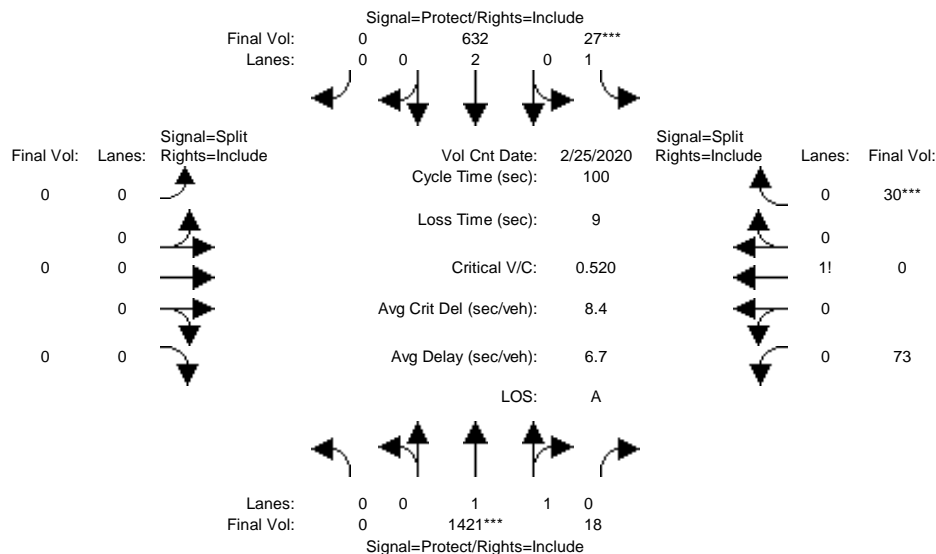 Signal=Protect/Rights=Include
Final Vol: 0 632 27***
Lanes: 0 0 2 0 1
Signal=Split Signal=Split
Final Vol: Lanes: Rights=Include Vol Cnt Date: 2/25/2020 Rights=Include Lanes: Final Vol:
Cycle Time (sec): 100
0 0 0 30***
Loss Time (sec): 9
0 0
0 0 Critical V/C: 0.520 1! 0
0 Avg Crit Del (sec/veh): 8.4 0
0 0 Avg Delay (sec/veh): 6.7 0 73
LOS: A
Lanes: 0 0 1 1 0
Final Vol: 0 1421*** 18
Signal=Protect/Rights=Include